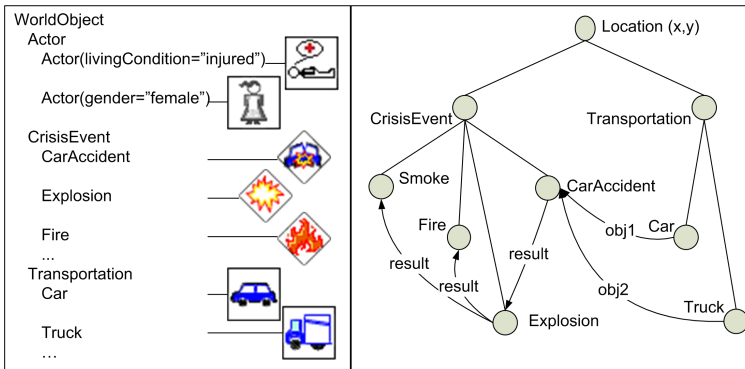 WorldObject
Actor
Actor(livingCondition=”injured”)
Actor(gender=”female”)
CrisisEvent
CarAccident
Explosion
Fire
...
Transportation
Car
Truck
…
Location (x,y)
CrisisEvent
Transportation
Smoke
CarAccident
Fire
Car
obj1
result
result
result
obj2
Explosion
Truck